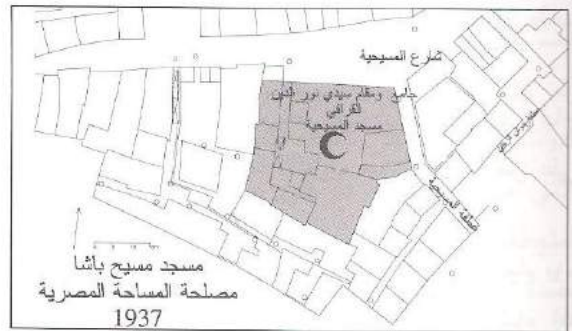 شارع المسيحية
جامع ومقام سيدي نور الدين
القرافي
مسجد المسيحية
عطفة المسيحية
مسجد مسيح باشا
مصلحة المساحة المصرية
1937